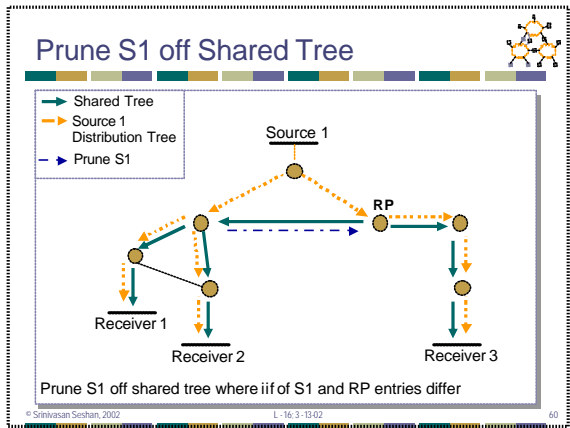 Prune S1 off Shared Tree
Shared Tree
Source 1
Distribution Tree
Prune S1
Source 1
RP
Receiver 1
Receiver 2
Receiver 3
Prune S1 off shared tree where iif of S1 and RP entries differ
© Srinivasan Seshan, 2002
L -16; 3 -13-02
60